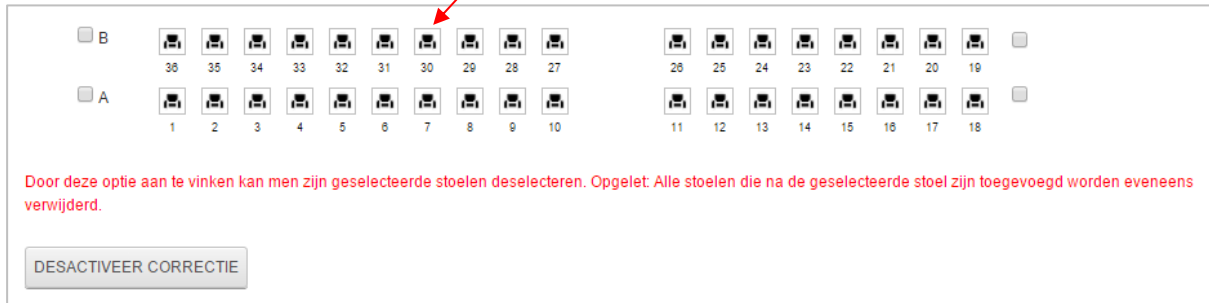 B
36 35 34 33 32 31 30 29 28 27 26 25 24 23 22 21 20 19
A
1 2 3 4 5 6 7 8 9 10 11 12 13 14 15 16 17 18
Door deze optie aan te vinken kan men zijn geselecteerde stoelen deselecteren. Opgelet: Alle stoelen die na de geselecteerde stoel zijn toegevoegd worden eveneens
verwijderd.
DESACTIVEER CORRECTIE